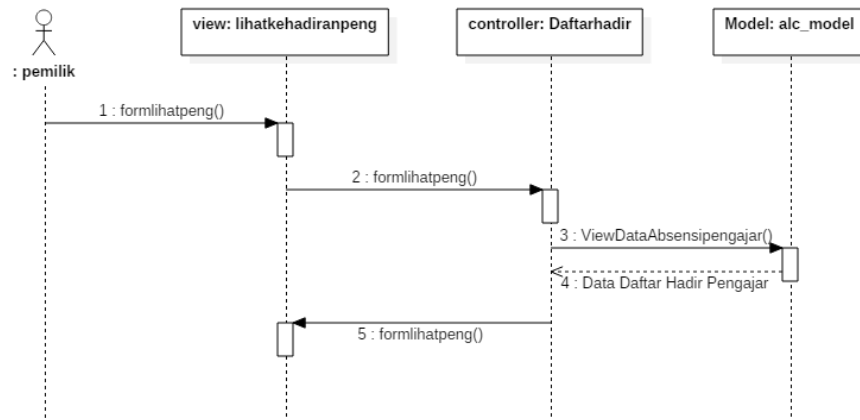 view: lihatkehadiranpeng
controller: Daftarhadir
Model: alc_model
: pemilik
1 : formlihatpeng()
2 : formlihatpeng()
3 : ViewDataAbsensipengajar()
4 : Data Daftar Hadir Pengajar
5 : formlihatpeng()